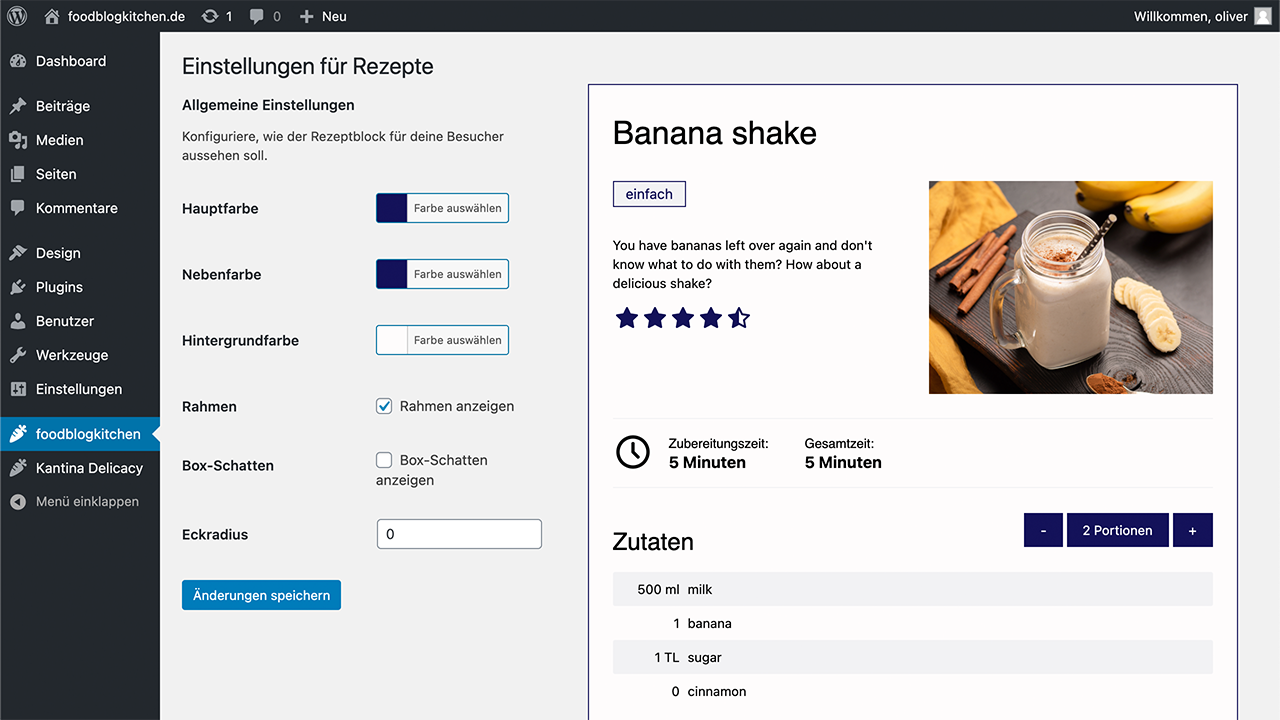 foodblogkitchen.de 1 0 Neu Willkommen, oliver
Dashboard
Beiträge
Medien
Seiten
Kommentare
Design
Plugins
Benutzer
Werkzeuge
Einstellungen
foodblogkitchen
Kantina Delicacy
Menü einklappen
Einstellungen für Rezepte
Allgemeine Einstellungen
Konfiguriere, wie der Rezeptblock für deine Besucher
aussehen soll.
Hauptfarbe Farbe auswählen
Nebenfarbe Farbe auswählen
Hintergrundfarbe Farbe auswählen
Rahmen Rahmen anzeigen
Box-Schatten Box-Schatten
anzeigen
Eckradius 0
Änderungen speichern
Banana shake
einfach
You have bananas left over again and don't
know what to do with them? How about a
delicious shake?
Zubereitungszeit: Gesamtzeit:
5 Minuten 5 Minuten
Zutaten - 2 Portionen +
500 ml milk
1 banana
1 TL sugar
0 cinnamon